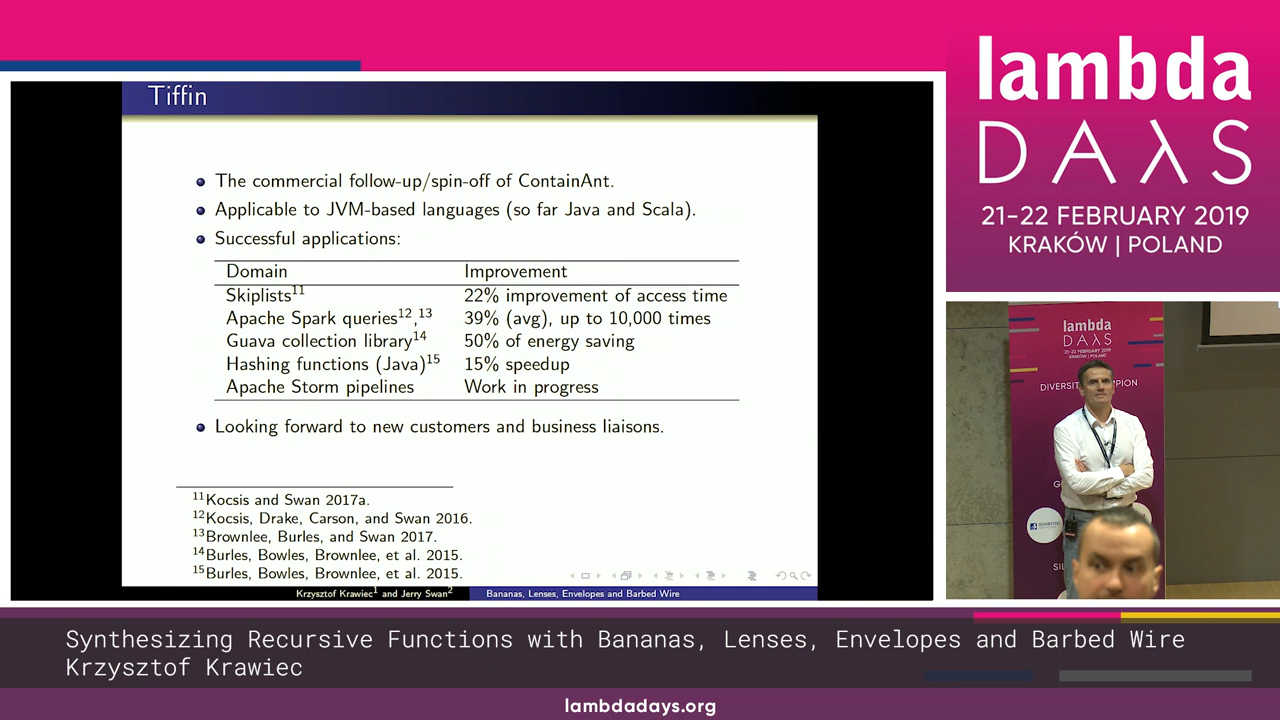 Tiffin
The commercial follow-up/spin-off of ContainAnt.
Applicable to JVM-based languages (so far Java and Scala).
Successful applications:
Domain Improvement
Skiplists11 22% improvement of access time
Apache Spark queries12,13 39% (avg), up to 10,000 times
Guava collection library14 50% of energy saving
Hashing functions (Java)15 15% speedup
Apache Storm pipelines Work in progress
Looking forward to new customers and business liaisons.
11Kocsis and Swan 2017a.
12Kocsis, Drake, Carson, and Swan 2016.
13Brownlee, Burles, and Swan 2017.
14Burles, Bowles, Brownlee, et al. 2015.
15Burles, Bowles, Brownlee, et al. 2015.
Krzysztof Krawiec1 and Jerry Swan2 Bananas, Lenses, Envelopes and Barbed Wire
lambda
DAλS
21-22 FEBRUARY 2019
KRAKÓW | POLAND
lambda
DAλS
21-22 FEBRUARY 2019
KRAKÓW | POLAND
Synthesizing Recursive Functions with Bananas, Lenses, Envelopes and Barbed Wire
Krzysztof Krawiec
lambdadays.org